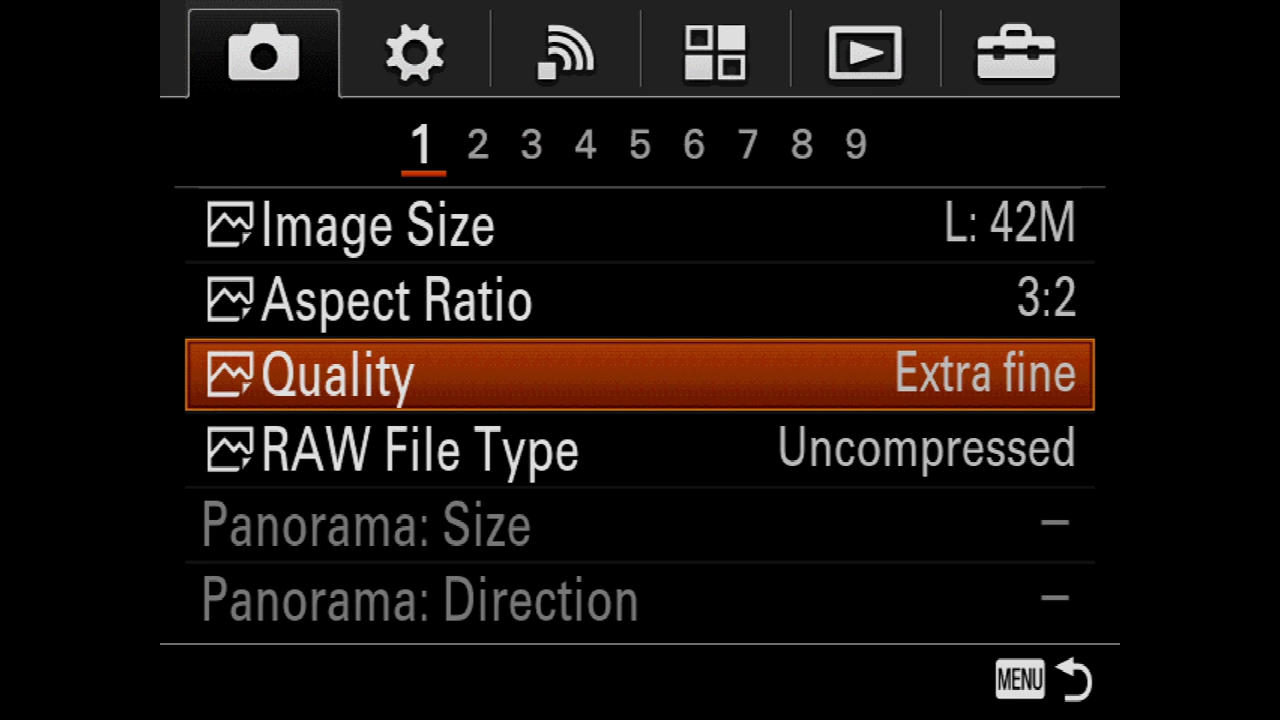 1 2 3 4 5 6 7 8 9
Image Size L: 42M
Aspect Ratio 3:2
Quality Extra fine
RAW File Type Uncompressed
Panorama: Size –
Panorama: Direction –
MENU